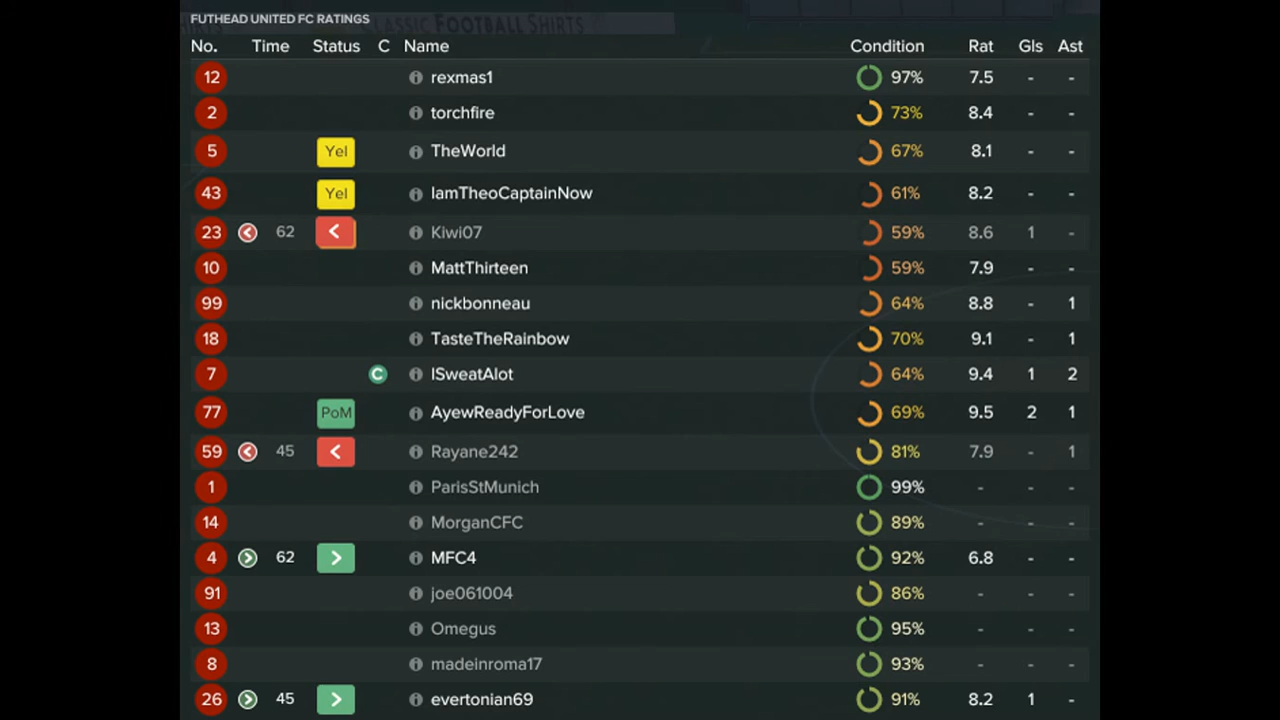 CLASSIC FOOTBALL SHIRTS
FUTHEAD UNITED FC RATINGS
No. Time Status C Name Condition Rat Gls Ast
12 rexmas1 97% 7.5 - -
2 torchfire 73% 8.4 - -
5 Yel TheWorld 67% 8.1 - -
43 Yel IamTheoCaptainNow 61% 8.2 - -
23 62 Kiwi07 59% 8.6 1 -
10 MattThirteen 59% 7.9 - -
99 nickbonneau 64% 8.8 - 1
18 TasteTheRainbow 70% 9.1 - 1
7 C ISweatAlot 64% 9.4 1 2
77 PoM AyewReadyForLove 69% 9.5 2 1
59 45 Rayane242 81% 7.9 - 1
1 ParisStMunich 99% - - -
14 MorganCFC 89% - - -
4 62 MFC4 92% 6.8 - -
91 joe061004 86% - - -
13 Omegus 95% - - -
8 madeinroma17 93% - - -
26 45 evertonian69 91% 8.2 1 -